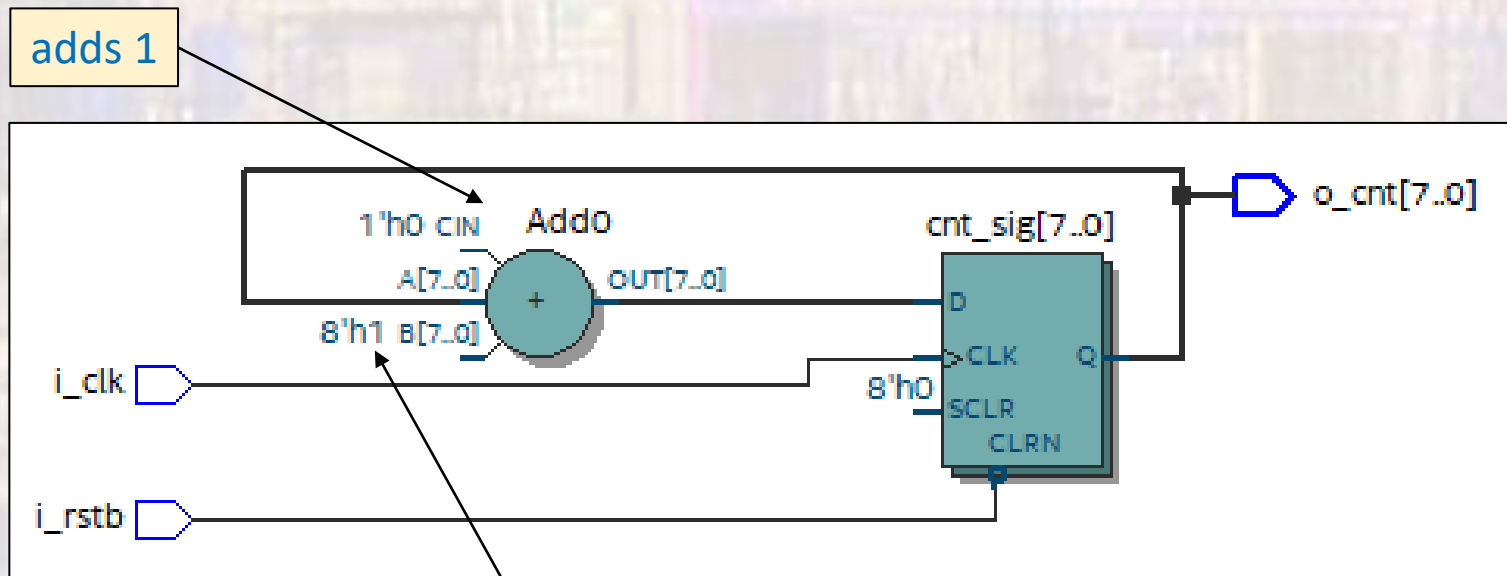 adds 1
o_cnt[7..0]
1'h0 CIN Add0
cnt_sig[7..0]
A[7..0] OUT[7..0]
+
D
8'h1 B[7..0]
CLK Q
i_clk
8'h0
SCLR
CLRN
i_rstb